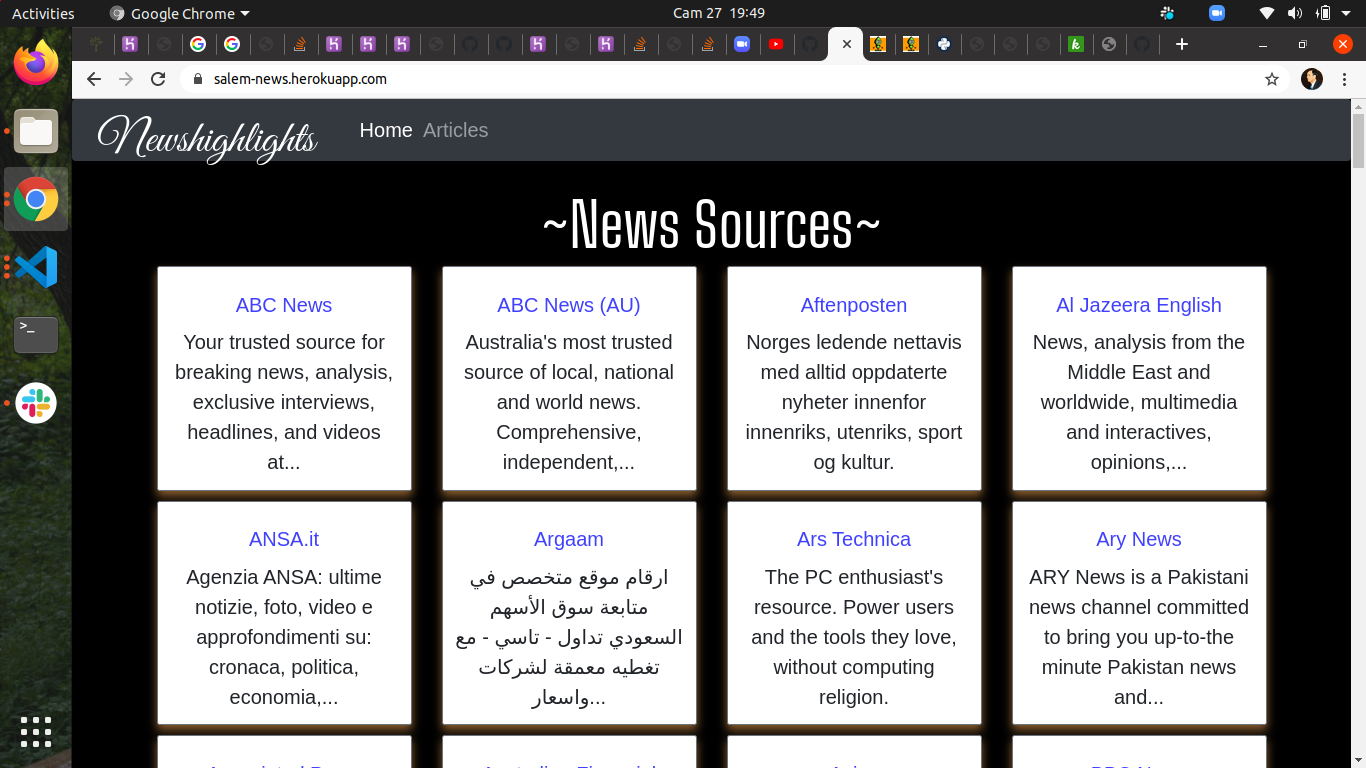 Activities
Google Chrome
Cam 27 19:49
salem-news.herokuapp.com
Newshighlights
Home
Articles
~News Sources~
ABC News
Your trusted source for
breaking news, analysis,
exclusive interviews,
headlines, and videos
at...
ABC News (AU)
Australia's most trusted
source of local, national
and world news.
Comprehensive,
independent,...
Aftenposten
Norges ledende nettavis
med alltid oppdaterte
nyheter innenfor
innenriks, utenriks, sport
og kultur.
Al Jazeera English
News, analysis from the
Middle East and
worldwide, multimedia
and interactives,
opinions,...
ANSA.it
Agenzia ANSA: ultime
notizie, foto, video e
approfondimenti su:
cronaca, politica,
economia,...
Argaam
ارقام موقع متخصص في
متابعة سوق الأسهم
السعودي تداول - تاسي - مع
تغطيه معمقة لشركات
واسعار...
Ars Technica
The PC enthusiast's
resource. Power users
and the tools they love,
without computing
religion.
Ary News
ARY News is a Pakistani
news channel committed
to bring you up-to-the
minute Pakistan news
and...